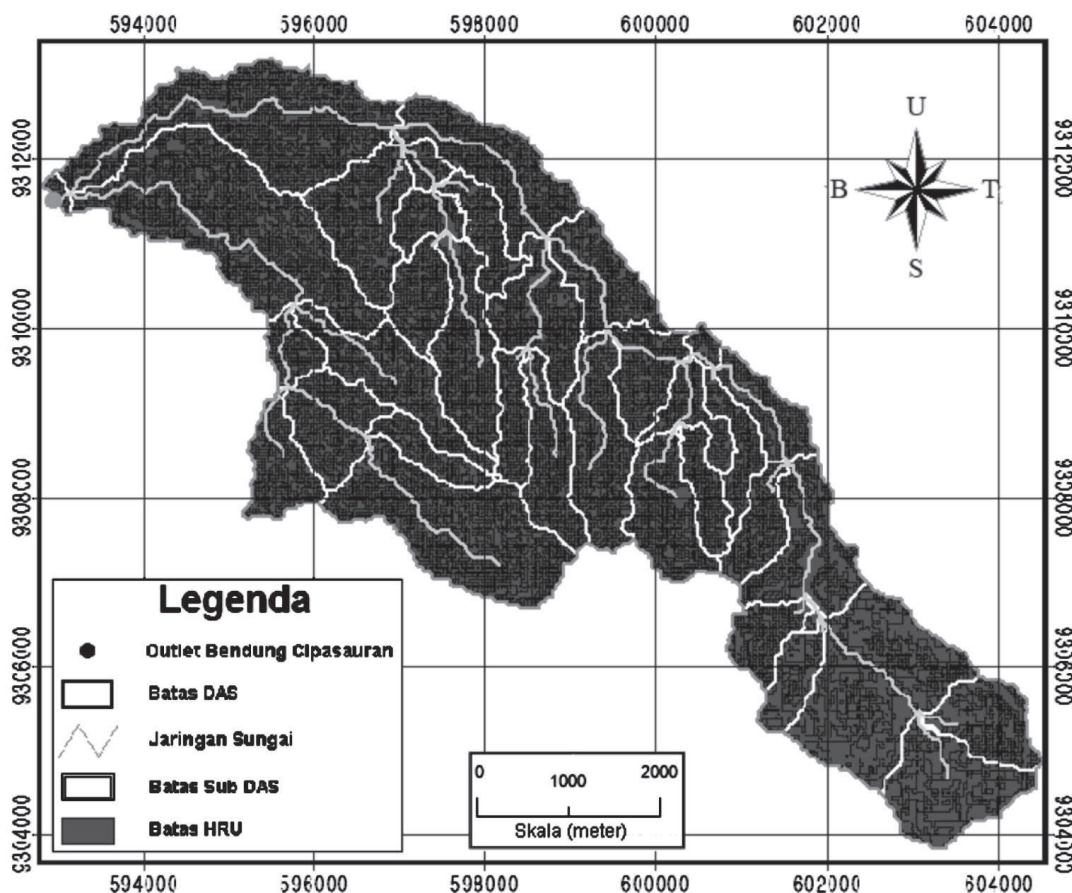 594000 596000 598000 600000 602000 604000
U
B T
S
9312000 9312000
9310000 9310000
9308000 9308000
9306000 9306000
9304000 9304000
Legenda
Outlet Bendung Cipasauran
Batas DAS
Jaringan Sungai
Batas Sub DAS
Batas HRU
0 1000 2000
Skala (meter)
594000 596000 598000 600000 602000 604000